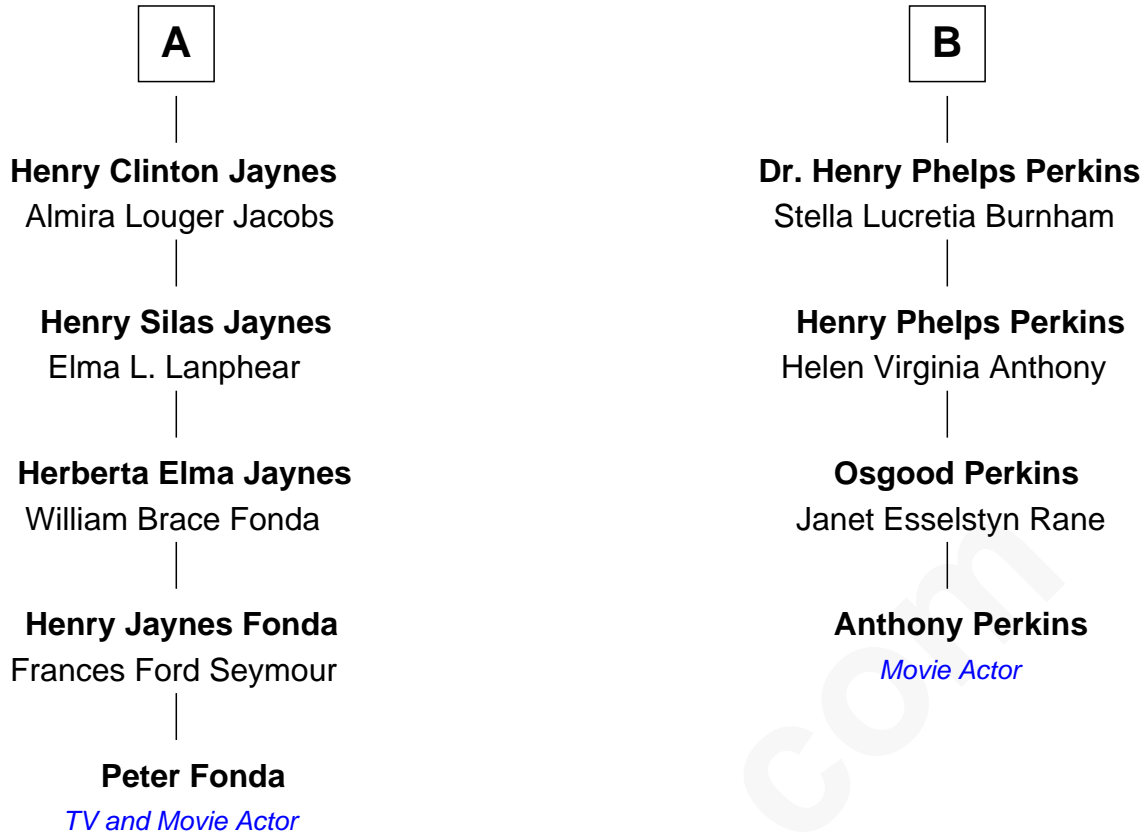 A
Henry Clinton Jaynes
Almira Louger Jacobs
Henry Silas Jaynes
Elma L. Lanphear
Herberta Elma Jaynes
William Brace Fonda
Henry Jaynes Fonda
Frances Ford Seymour
Peter Fonda
TV and Movie Actor
B
Dr. Henry Phelps Perkins
Stella Lucretia Burnham
Henry Phelps Perkins
Helen Virginia Anthony
Osgood Perkins
Janet Esselstyn Rane
Anthony Perkins
Movie Actor
com